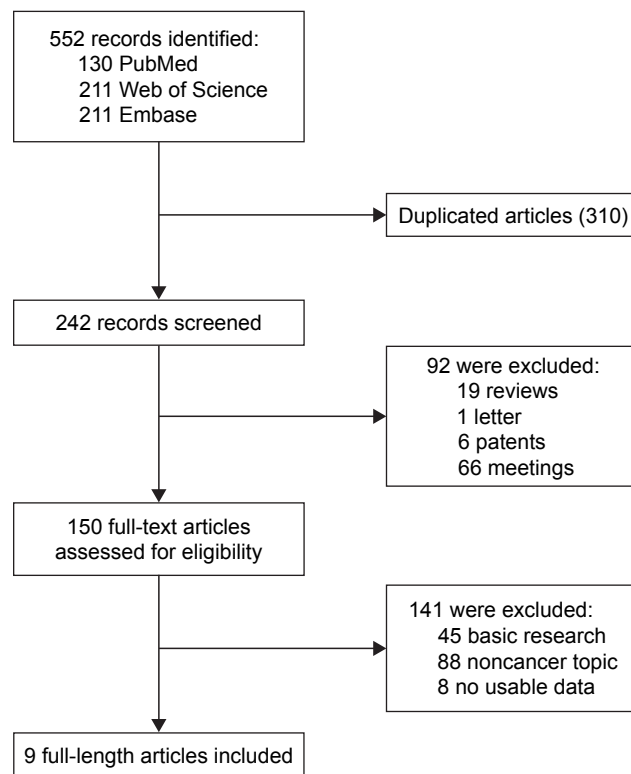 552 records identified:
130 PubMed
211 Web of Science
211 Embase
Duplicated articles (310)
242 records screened
92 were excluded:
19 reviews
1 letter
6 patents
66 meetings
150 full-text articles
assessed for eligibility
141 were excluded:
45 basic research
88 noncancer topic
8 no usable data
9 full-length articles included